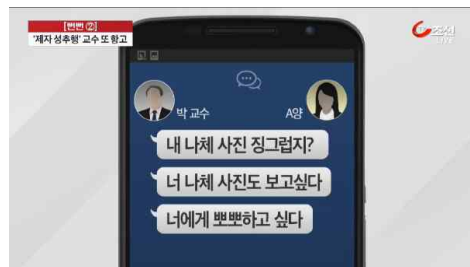 [뻔뻔 ②]
'제자 성추행' 교수 또 항고
조선
박 교수
A양
내 나체 사진 징그럽지?
너 나체 사진도 보고싶다
너에게 뽀뽀하고 싶다